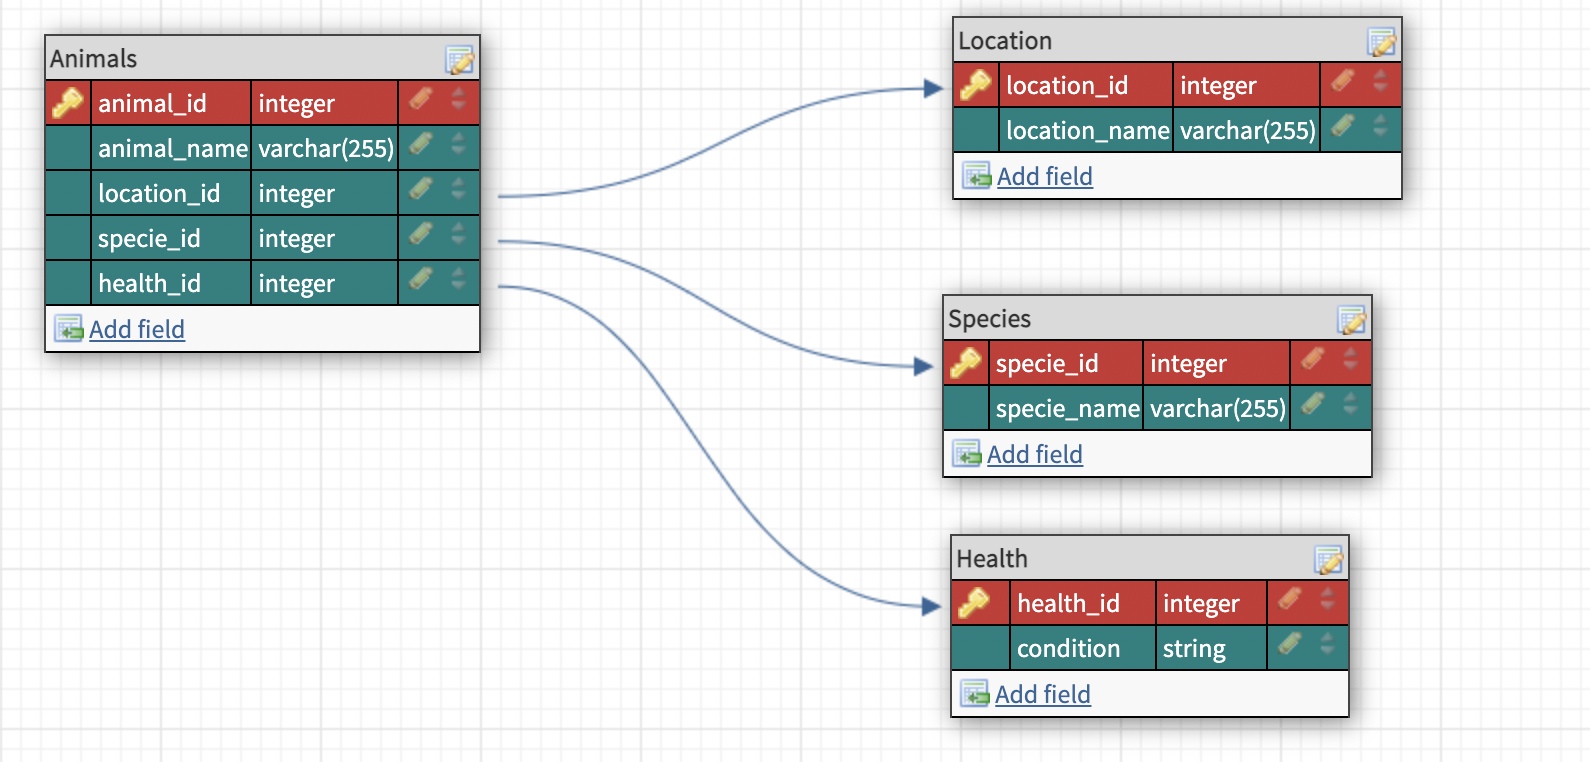 Animals
animal_id integer
animal_name varchar(255)
location_id integer
specie_id integer
health_id integer
Add field
Location
location_id integer
location_name varchar(255)
Add field
Species
specie_id integer
specie_name varchar(255)
Add field
Health
health_id integer
condition string
Add field